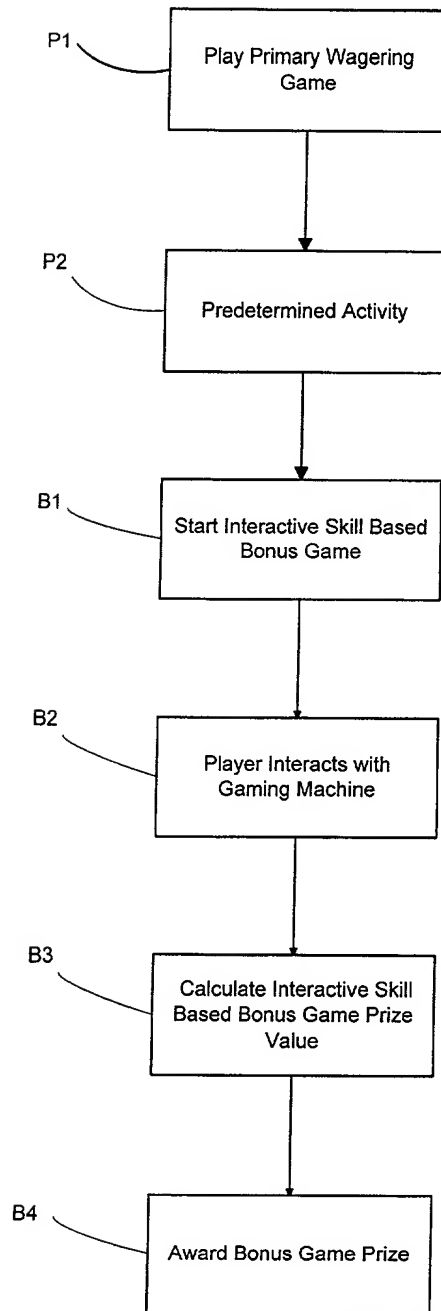 P1
Play Primary Wagering
Game
P2
Predetermined Activity
B1
Start Interactive Skill Based
Bonus Game
B2
Player Interacts with
Gaming Machine
B3
Calculate Interactive Skill
Based Bonus Game Prize
Value
B4
Award Bonus Game Prize